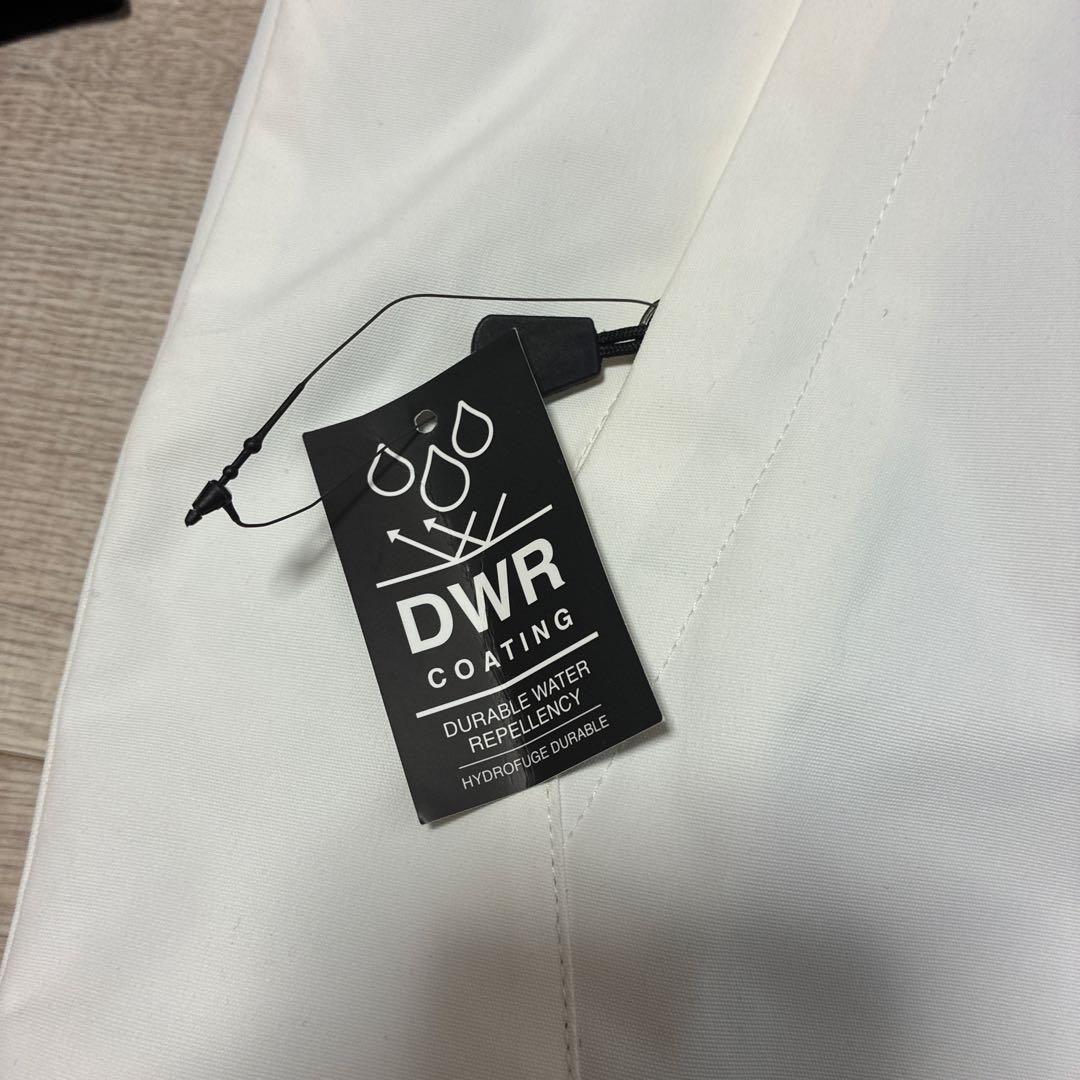 DWR
COATING
DURABLE WATER
REPELLENCY
HYDROFUGE DURABLE